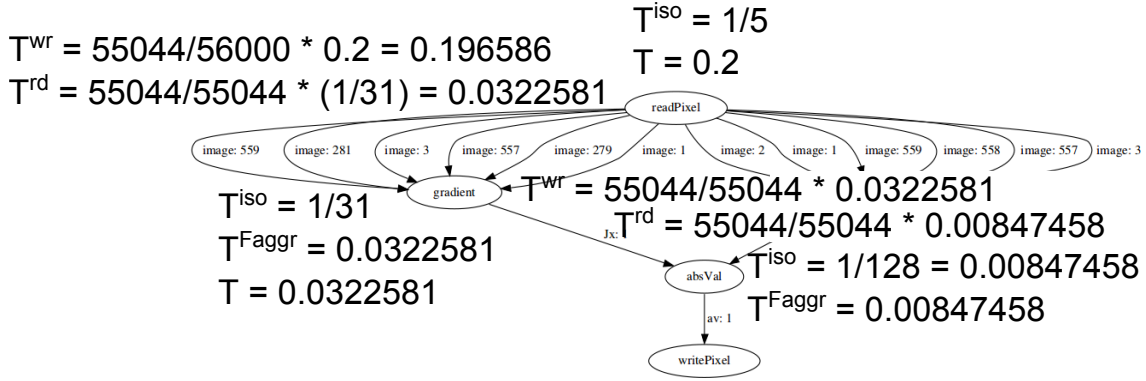 T^iso = 1/5
T^wr = 55044/56000 * 0.2 = 0.196586
T = 0.2
T^rd = 55044/55044 * (1/31) = 0.0322581
readPixel
image: 559
image: 281
image: 3
image: 557
image: 279
image: 1
image: 2
image: 1
image: 559
image: 558
image: 557
image: 3
gradient
T^wr = 55044/55044 * 0.0322581
T^iso = 1/31
Jx:
T^rd = 55044/55044 * 0.00847458
T^Faggr = 0.0322581
absVal
T^iso = 1/128 = 0.00847458
T = 0.0322581
T^Faggr = 0.00847458
av: 1
writePixel